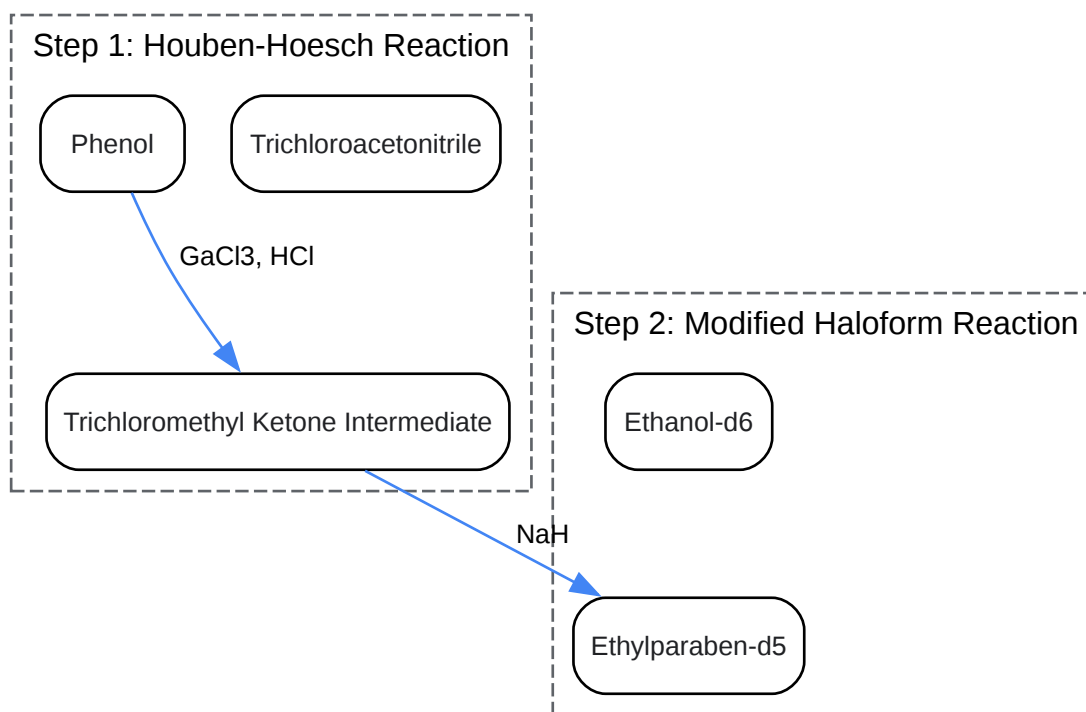 Step 1: Houben-Hoesch Reaction
Phenol
Trichloroacetonitrile
GaCl3, HCl
Step 2: Modified Haloform Reaction
Trichloromethyl Ketone Intermediate
Ethanol-d6
NaH
Ethylparaben-d5